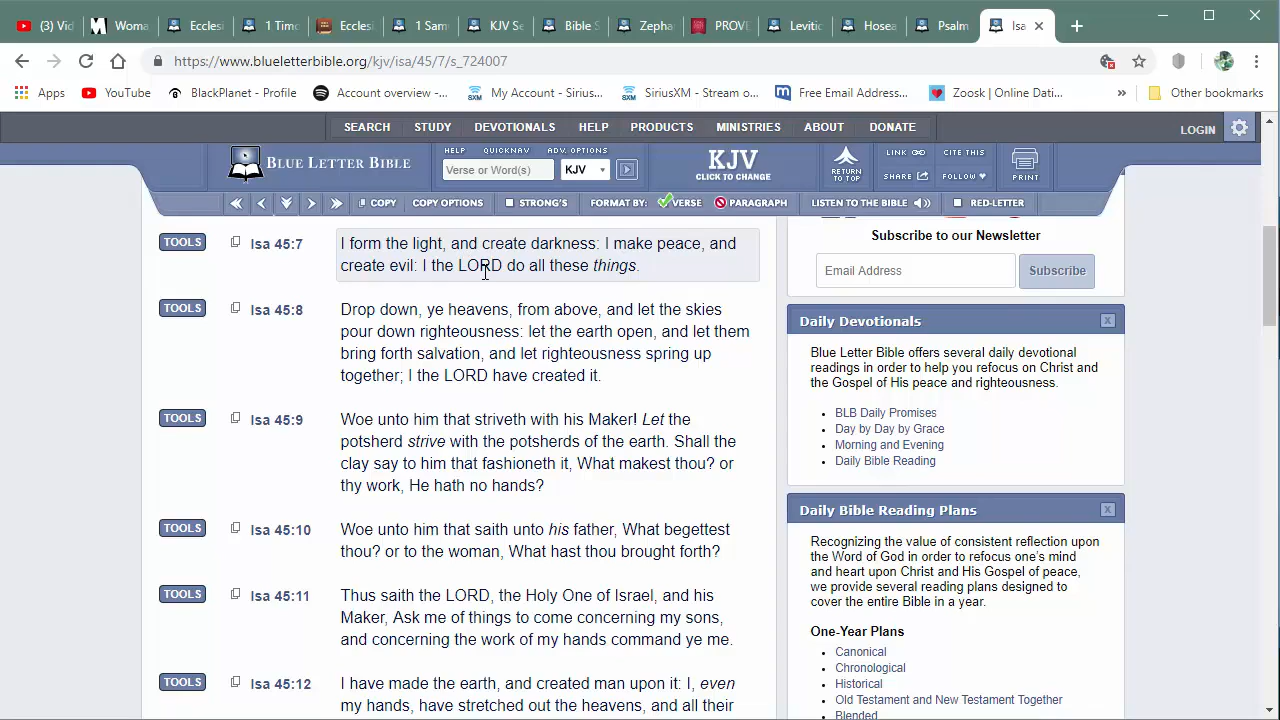 (3) Vid
Woma
Ecclesi
1 Time
Ecclesi
1 Sam
KJV Se
Bible S
Zepha
PROVE
Leviti
Hosea
Psalm
Isa
https://www.blueletterbible.org/kjv/isa/45/7/s_724007
Apps YouTube BlackPlanet - Profile Account overview -... My Account - Sirius... SiriusXM - Stream o... Free Email Address... Zoosk | Online Dati... » Other bookmarks
SEARCH STUDY DEVOTIONALS HELP PRODUCTS MINISTRIES ABOUT DONATE LOGIN
BLUE LETTER BIBLE
HELP QUICKNAV ADV. OPTIONS
Verse or Word(s) KJV
KJV
CLICK TO CHANGE
RETURN
TO TOP
LINK CITE THIS
SHARE FOLLOW
PRINT
COPY COPY OPTIONS STRONG'S FORMAT BY: VERSE PARAGRAPH LISTEN TO THE BIBLE RED-LETTER
TOOLS Isa 45:7 I form the light, and create darkness: I make peace, and
create evil: I the LORD do all these things.
TOOLS Isa 45:8 Drop down, ye heavens, from above, and let the skies
pour down righteousness: let the earth open, and let them
bring forth salvation, and let righteousness spring up
together; I the LORD have created it.
TOOLS Isa 45:9 Woe unto him that striveth with his Maker! Let the
potsherd strive with the potsherds of the earth. Shall the
clay say to him that fashioneth it, What makest thou? or
thy work, He hath no hands?
TOOLS Isa 45:10 Woe unto him that saith unto his father, What begettest
thou? or to the woman, What hast thou brought forth?
TOOLS Isa 45:11 Thus saith the LORD, the Holy One of Israel, and his
Maker, Ask me of things to come concerning my sons,
and concerning the work of my hands command ye me.
TOOLS Isa 45:12 I have made the earth, and created man upon it: I, even
my hands, have stretched out the heavens, and all their
Subscribe to our Newsletter
Email Address Subscribe
Daily Devotionals x
Blue Letter Bible offers several daily devotional
readings in order to help you refocus on Christ and
the Gospel of His peace and righteousness.
BLB Daily Promises
Day by Day by Grace
Morning and Evening
Daily Bible Reading
Daily Bible Reading Plans x
Recognizing the value of consistent reflection upon
the Word of God in order to refocus one's mind
and heart upon Christ and His Gospel of peace,
we provide several reading plans designed to
cover the entire Bible in a year.
One-Year Plans
Canonical
Chronological
Historical
Old Testament and New Testament Together
Blended